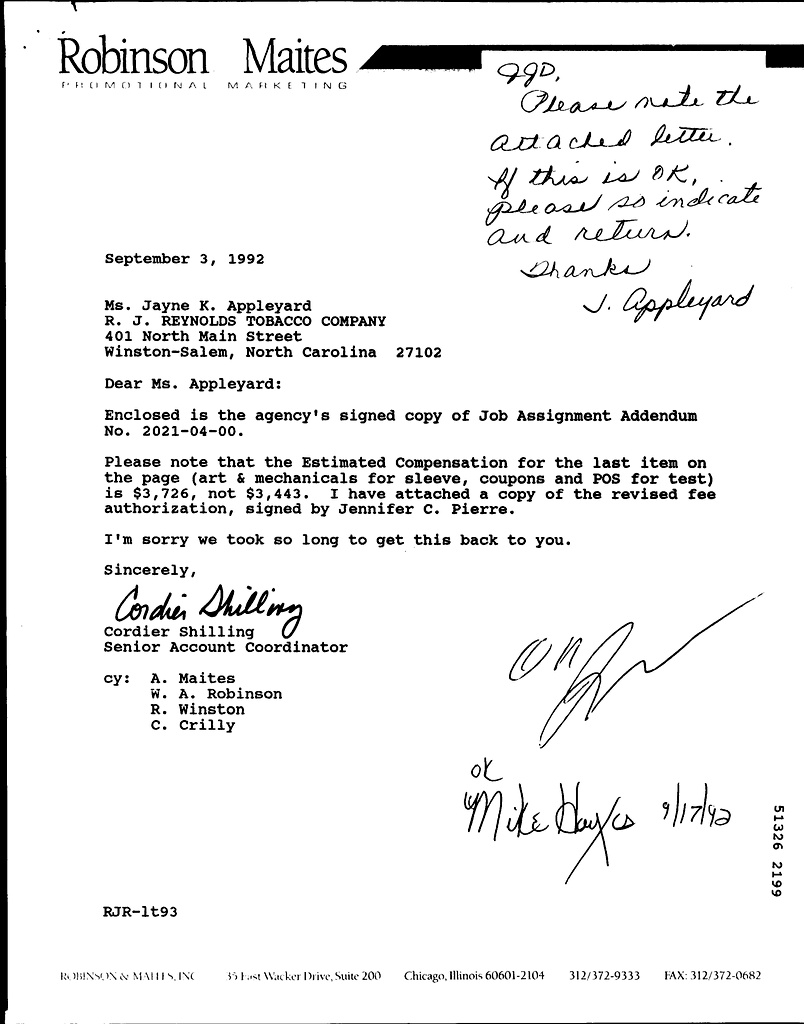 Robinson Maites
PROMOTIONAL MARKETING
JJD,
Please note the
attached letter.
If this is OK,
please so indicate
and return.
Thanks
J. Appleyard
September 3, 1992
Ms. Jayne K. Appleyard
R. J. REYNOLDS TOBACCO COMPANY
401 North Main Street
Winston-Salem, North Carolina 27102
Dear Ms. Appleyard:
Enclosed is the agency's signed copy of Job Assignment Addendum
No. 2021-04-00.
Please note that the Estimated Compensation for the last item on
the page (art & mechanicals for sleeve, coupons and POS for test)
is $3,726, not $3,443. I have attached a copy of the revised fee
authorization, signed by Jennifer C. Pierre.
I'm sorry we took so long to get this back to you.
Sincerely,
Cordier Shilling
Cordier Shilling
Senior Account Coordinator
cy: A. Maites
W. A. Robinson
R. Winston
C. Crilly
OK
OK
Mike Hayes 9/17/92
51326 2199
RJR-lt93
ROBINSON & MAITES, INC 35 East Wacker Drive, Suite 200 Chicago, Illinois 60601-2104 312/372-9333 FAX: 312/372-0682